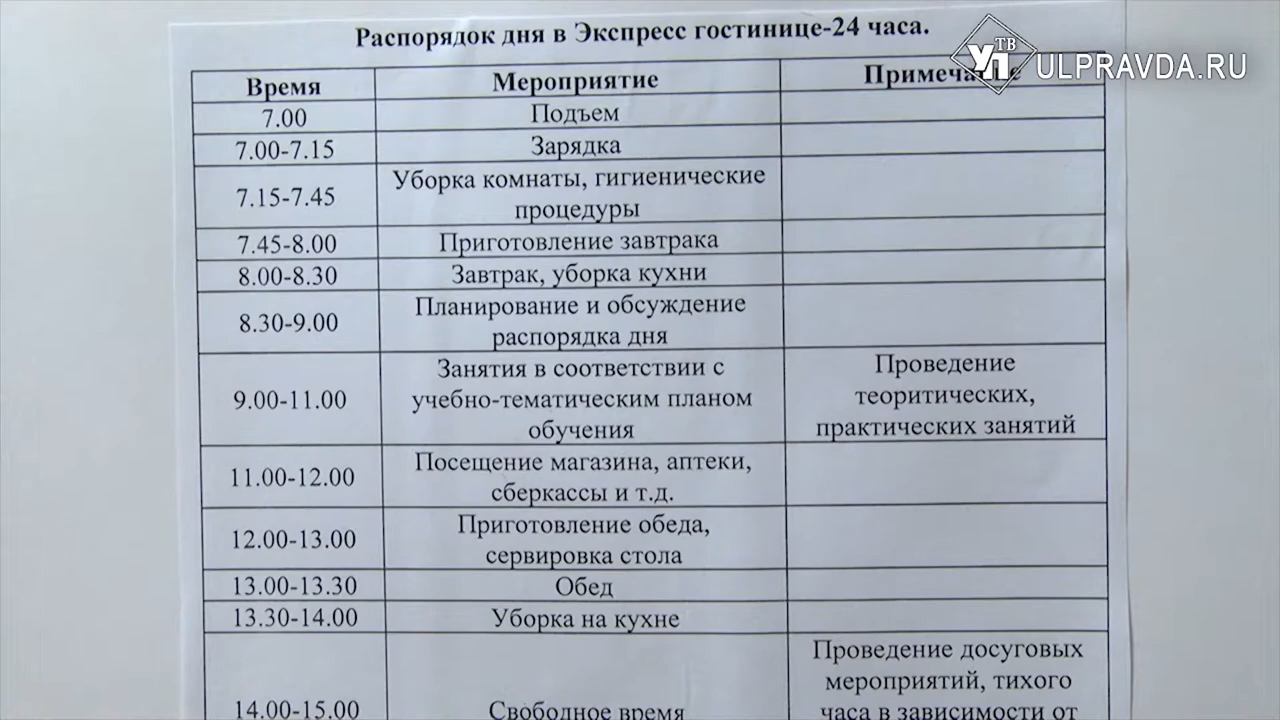 Распорядок дня в Экспресс гостинице-24 часа.
УП ТВ ULPRAVDA.RU
Время Мероприятие
7.00 Подъем
7.00-7.15 Зарядка
7.15-7.45 Уборка комнаты, гигиенические
процедуры
7.45-8.00 Приготовление завтрака
8.00-8.30 Завтрак, уборка кухни
8.30-9.00 Планирование и обсуждение
распорядка дня
9.00-11.00 Занятия в соответствии с
учебно-тематическим планом
обучения
Проведение
теоритических,
практических занятий
11.00-12.00 Посещение магазина, аптеки,
сберкассы и т.д.
12.00-13.00 Приготовление обеда,
сервировка стола
13.00-13.30 Обед
13.30-14.00 Уборка на кухне
14.00-15.00 Свободное время
Проведение досуговых
мероприятий, тихого
часа в зависимости от